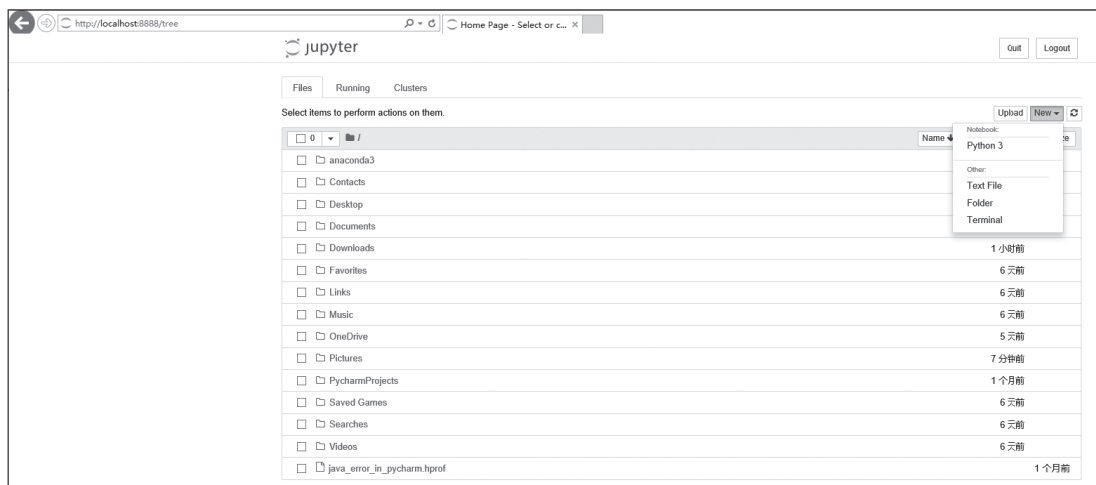 http://localhost:8888/tree Home Page - Select or c...
jupyter Quit Logout
Files Running Clusters
Select items to perform actions on them. Upload New
0 / Name
Notebook:
Python 3
Other:
Text File
Folder
Terminal
anaconda3
Contacts
Desktop
Documents
Downloads 1 小时前
Favorites 6 天前
Links 6 天前
Music 6 天前
OneDrive 5 天前
Pictures 7 分钟前
PycharmProjects 1 个月前
Saved Games 6 天前
Searches 6 天前
Videos 6 天前
java_error_in_pycharm.hprof 1 个月前